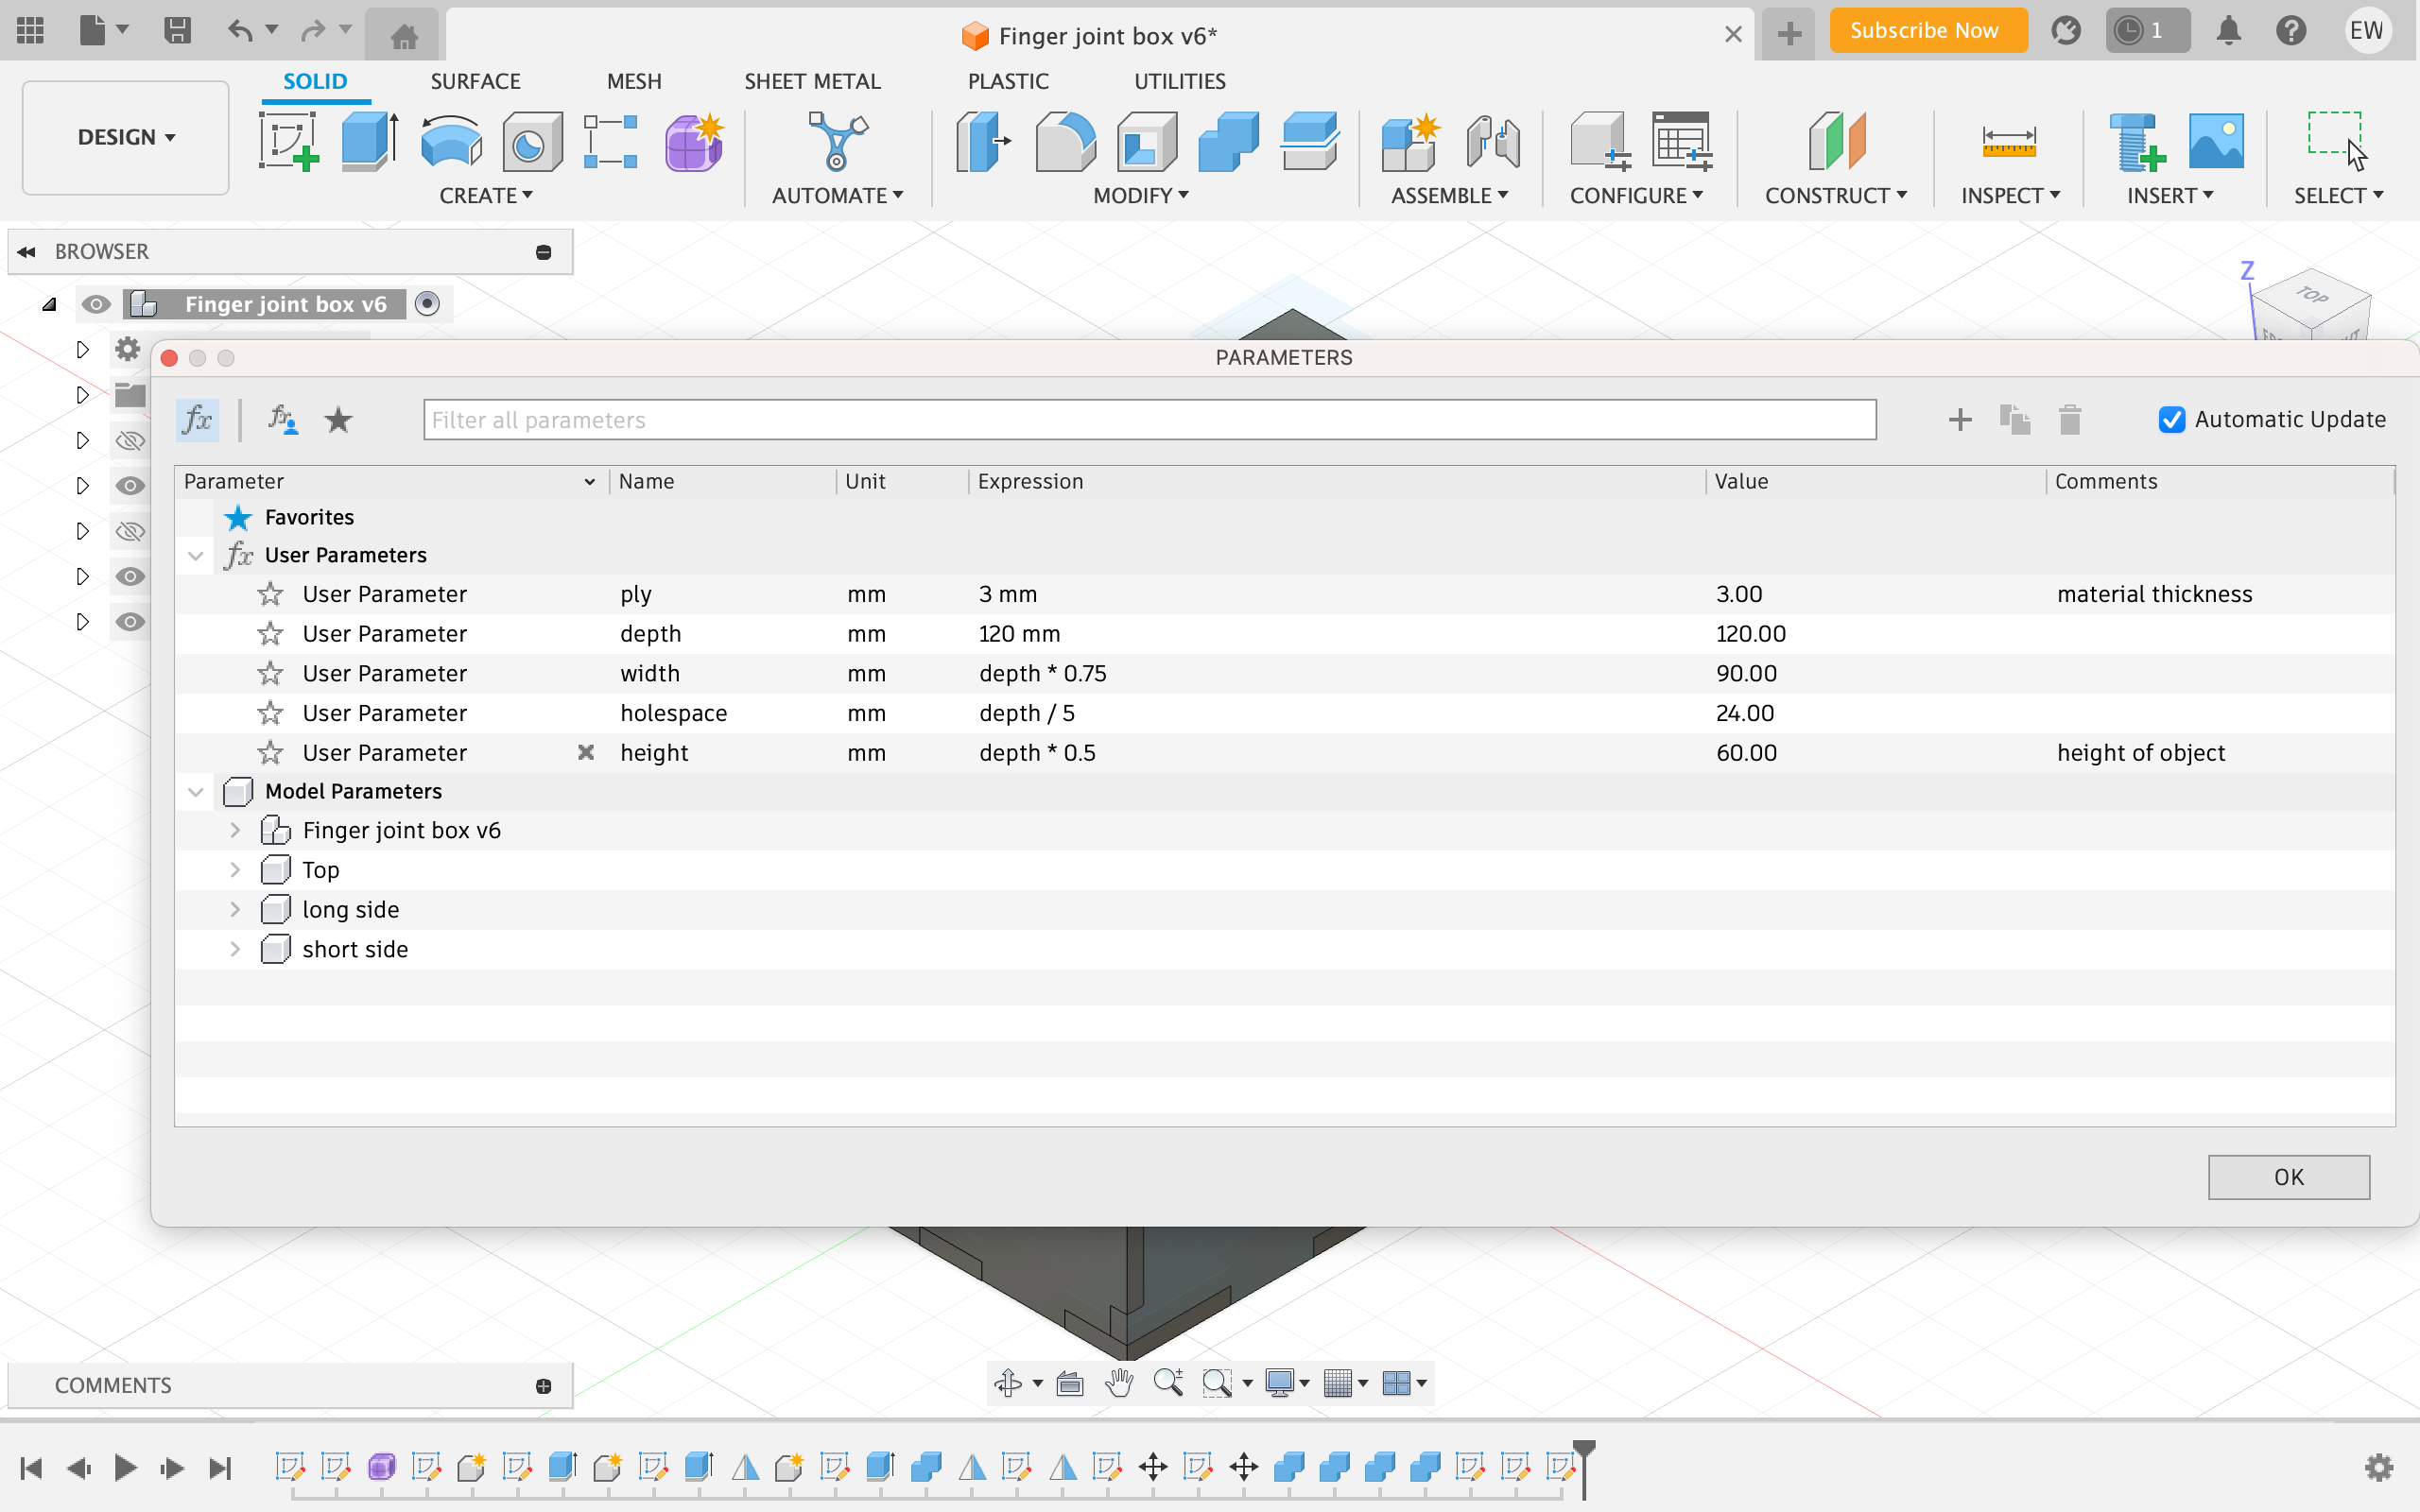 Finger joint box v6*
Subscribe Now
1
EW
DESIGN
SOLID
SURFACE
MESH
SHEET METAL
PLASTIC
UTILITIES
CREATE
AUTOMATE
MODIFY
ASSEMBLE
CONFIGURE
CONSTRUCT
INSPECT
INSERT
SELECT
BROWSER
Finger joint box v6
Z
TOP
PARAMETERS
fx
fx
Filter all parameters
Automatic Update
Parameter Name Unit Expression Value Comments
Favorites
fx User Parameters
User Parameter ply mm 3 mm 3.00 material thickness
User Parameter depth mm 120 mm 120.00
User Parameter width mm depth * 0.75 90.00
User Parameter holespace mm depth / 5 24.00
User Parameter height mm depth * 0.5 60.00 height of object
Model Parameters
Finger joint box v6
Top
long side
short side
OK
COMMENTS